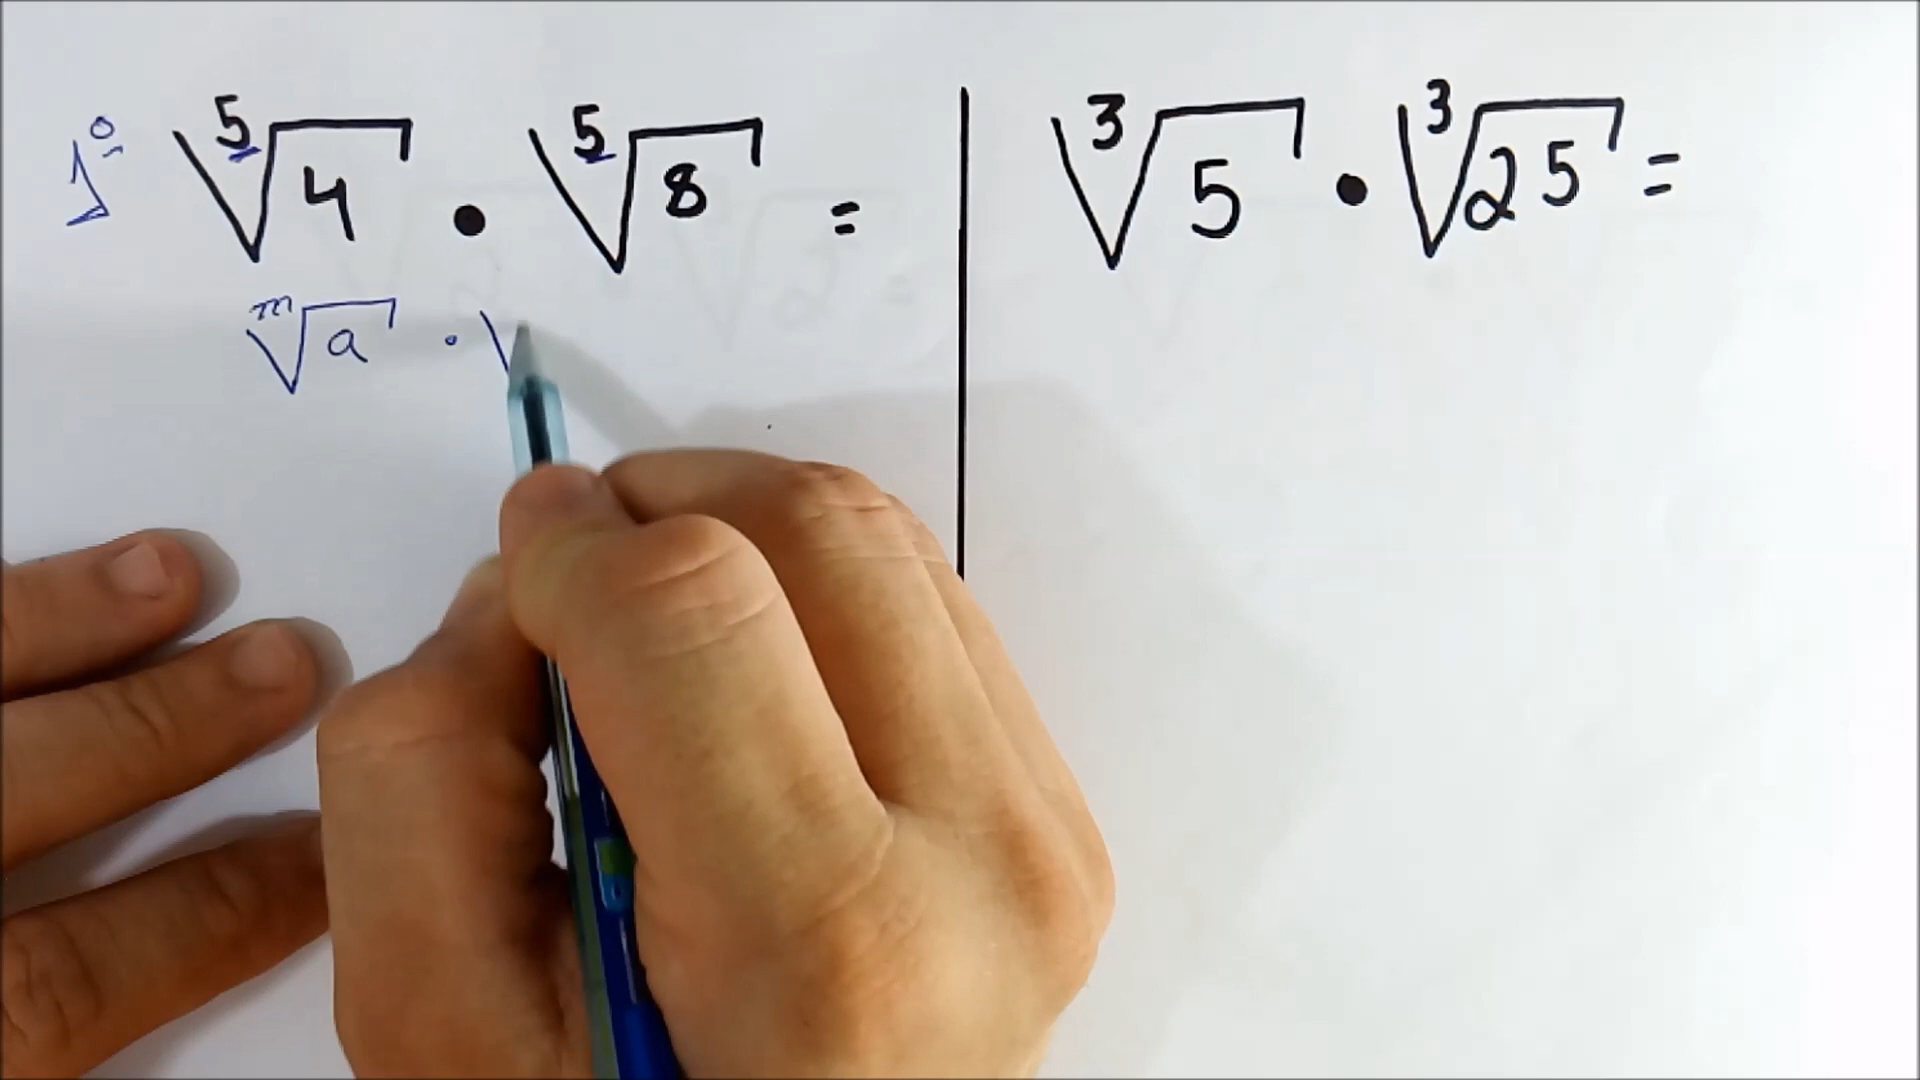 1º ⁵√4 • ⁵√8 =
ᵐ√a · √
³√5 • ³√25 =